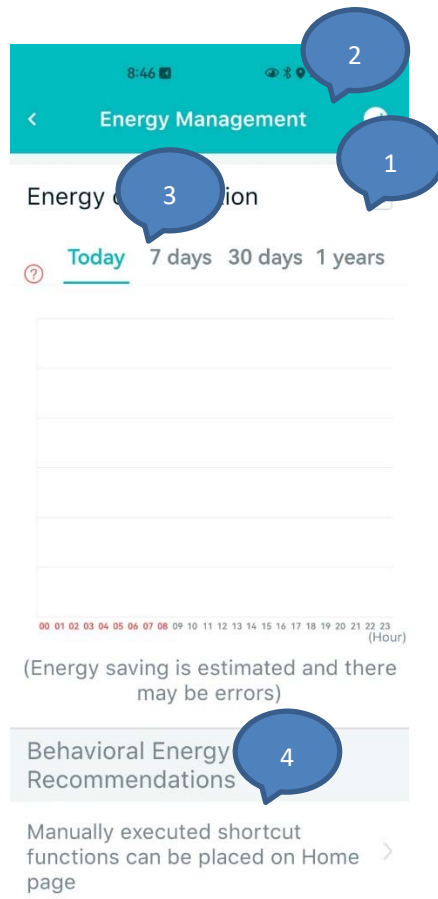 2
8:46
< Energy Management
1
Energy 3 ion
Today 7 days 30 days 1 years
?
00 01 02 03 04 05 06 07 08 09 10 11 12 13 14 15 16 17 18 19 20 21 22 23
(Hour)
(Energy saving is estimated and there
may be errors)
Behavioral Energy
4
Recommendations
Manually executed shortcut
functions can be placed on Home
page